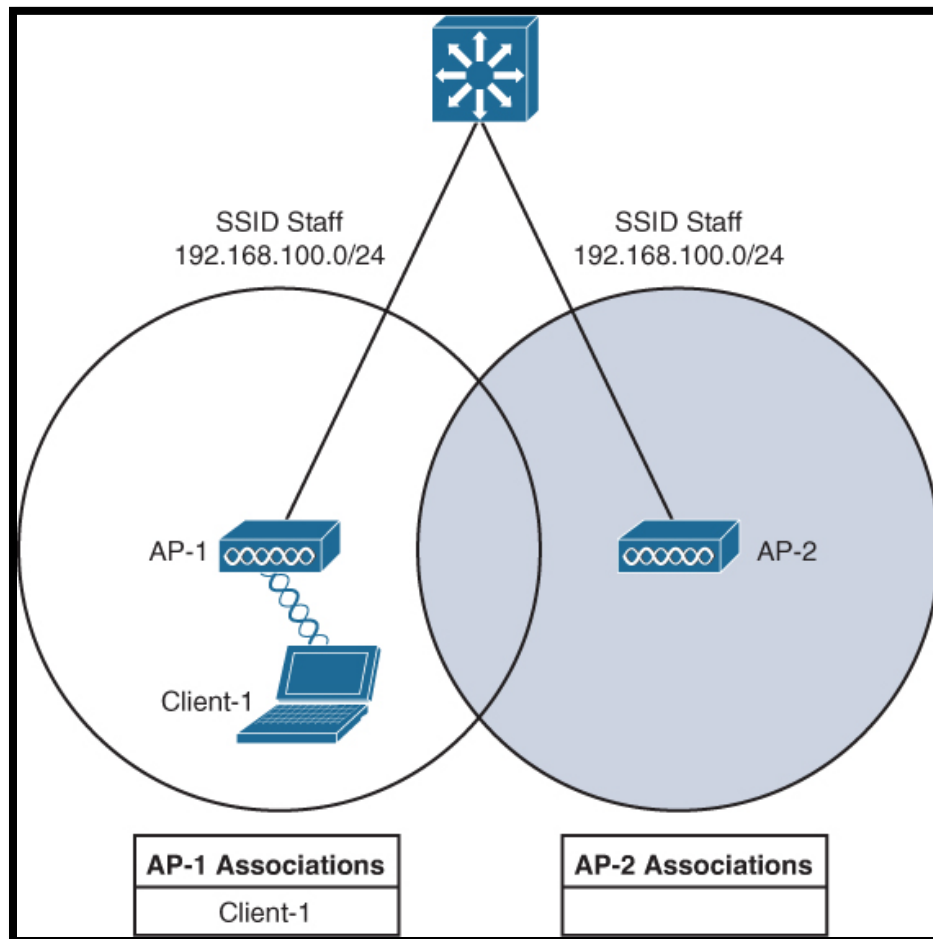 SSID Staff
192.168.100.0/24
SSID Staff
192.168.100.0/24
AP-1
AP-2
Client-1
AP-1 Associations
Client-1
AP-2 Associations